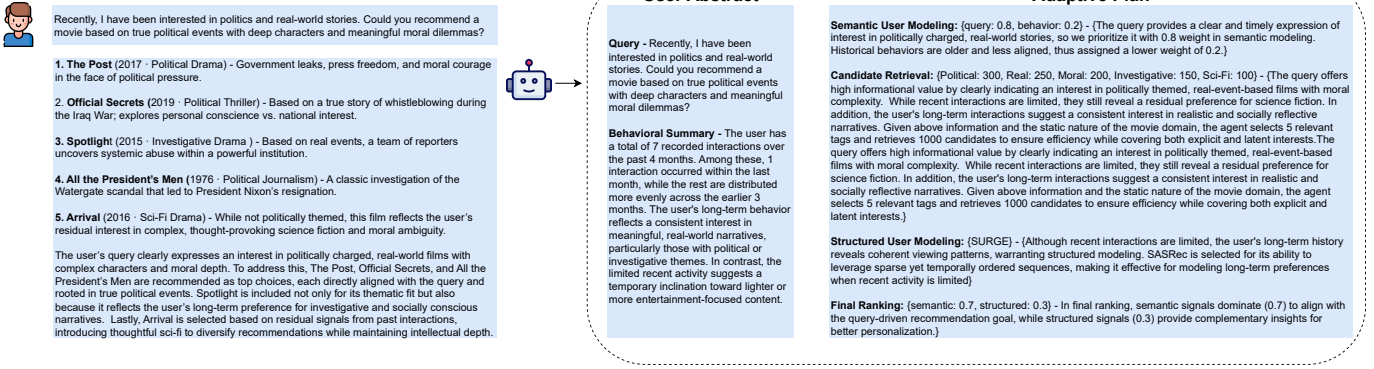 Recently, I have been interested in politics and real-world stories. Could you recommend a
movie based on true political events with deep characters and meaningful moral dilemmas?
1. The Post (2017 · Political Drama) - Government leaks, press freedom, and moral courage
in the face of political pressure.
2. Official Secrets (2019 · Political Thriller) - Based on a true story of whistleblowing during
the Iraq War; explores personal conscience vs. national interest.
3. Spotlight (2015 · Investigative Drama ) - Based on real events, a team of reporters
uncovers systemic abuse within a powerful institution.
4. All the President's Men (1976 · Political Journalism) - A classic investigation of the
Watergate scandal that led to President Nixon's resignation.
5. Arrival (2016 · Sci-Fi Drama) - While not politically themed, this film reflects the user's
residual interest in complex, thought-provoking science fiction and moral ambiguity.
The user's query clearly expresses an interest in politically charged, real-world films with
complex characters and moral depth. To address this, The Post, Official Secrets, and All the
President's Men are recommended as top choices, each directly aligned with the query and
rooted in true political events. Spotlight is included not only for its thematic fit but also
because it reflects the user's long-term preference for investigative and socially conscious
narratives.  Lastly, Arrival is selected based on residual signals from past interactions,
introducing thoughtful sci-fi to diversify recommendations while maintaining intellectual depth.
User Abstract
Query - Recently, I have been
interested in politics and real-world
stories. Could you recommend a
movie based on true political events
with deep characters and meaningful
moral dilemmas?
Behavioral Summary - The user has
a total of 7 recorded interactions over
the past 4 months. Among these, 1
interaction occurred within the last
month, while the rest are distributed
more evenly across the earlier 3
months. The user's long-term behavior
reflects a consistent interest in
meaningful, real-world narratives,
particularly those with political or
investigative themes. In contrast, the
limited recent activity suggests a
temporary inclination toward lighter or
more entertainment-focused content.
Adaptive Plan
Semantic User Modeling: {query: 0.8, behavior: 0.2} - {The query provides a clear and timely expression of
interest in politically charged, real-world stories, so we prioritize it with 0.8 weight in semantic modeling.
Historical behaviors are older and less aligned, thus assigned a lower weight of 0.2.}
Candidate Retrieval: {Political: 300, Real: 250, Moral: 200, Investigative: 150, Sci-Fi: 100} - {The query offers
high informational value by clearly indicating an interest in politically themed, real-event-based films with moral
complexity.  While recent interactions are limited, they still reveal a residual preference for science fiction. In
addition, the user's long-term interactions suggest a consistent interest in realistic and socially reflective
narratives. Given above information and the static nature of the movie domain, the agent selects 5 relevant
tags and retrieves 1000 candidates to ensure efficiency while covering both explicit and latent interests.The
query offers high informational value by clearly indicating an interest in politically themed, real-event-based
films with moral complexity.  While recent interactions are limited, they still reveal a residual preference for
science fiction. In addition, the user's long-term interactions suggest a consistent interest in realistic and
socially reflective narratives. Given above information and the static nature of the movie domain, the agent
selects 5 relevant tags and retrieves 1000 candidates to ensure efficiency while covering both explicit and
latent interests.}
Structured User Modeling: {SURGE} - {Although recent interactions are limited, the user's long-term history
reveals coherent viewing patterns, warranting structured modeling. SASRec is selected for its ability to
leverage sparse yet temporally ordered sequences, making it effective for modeling long-term preferences
when recent activity is limited}
Final Ranking: {semantic: 0.7, structured: 0.3} - In final ranking, semantic signals dominate (0.7) to align with
the query-driven recommendation goal, while structured signals (0.3) provide complementary insights for
better personalization.}